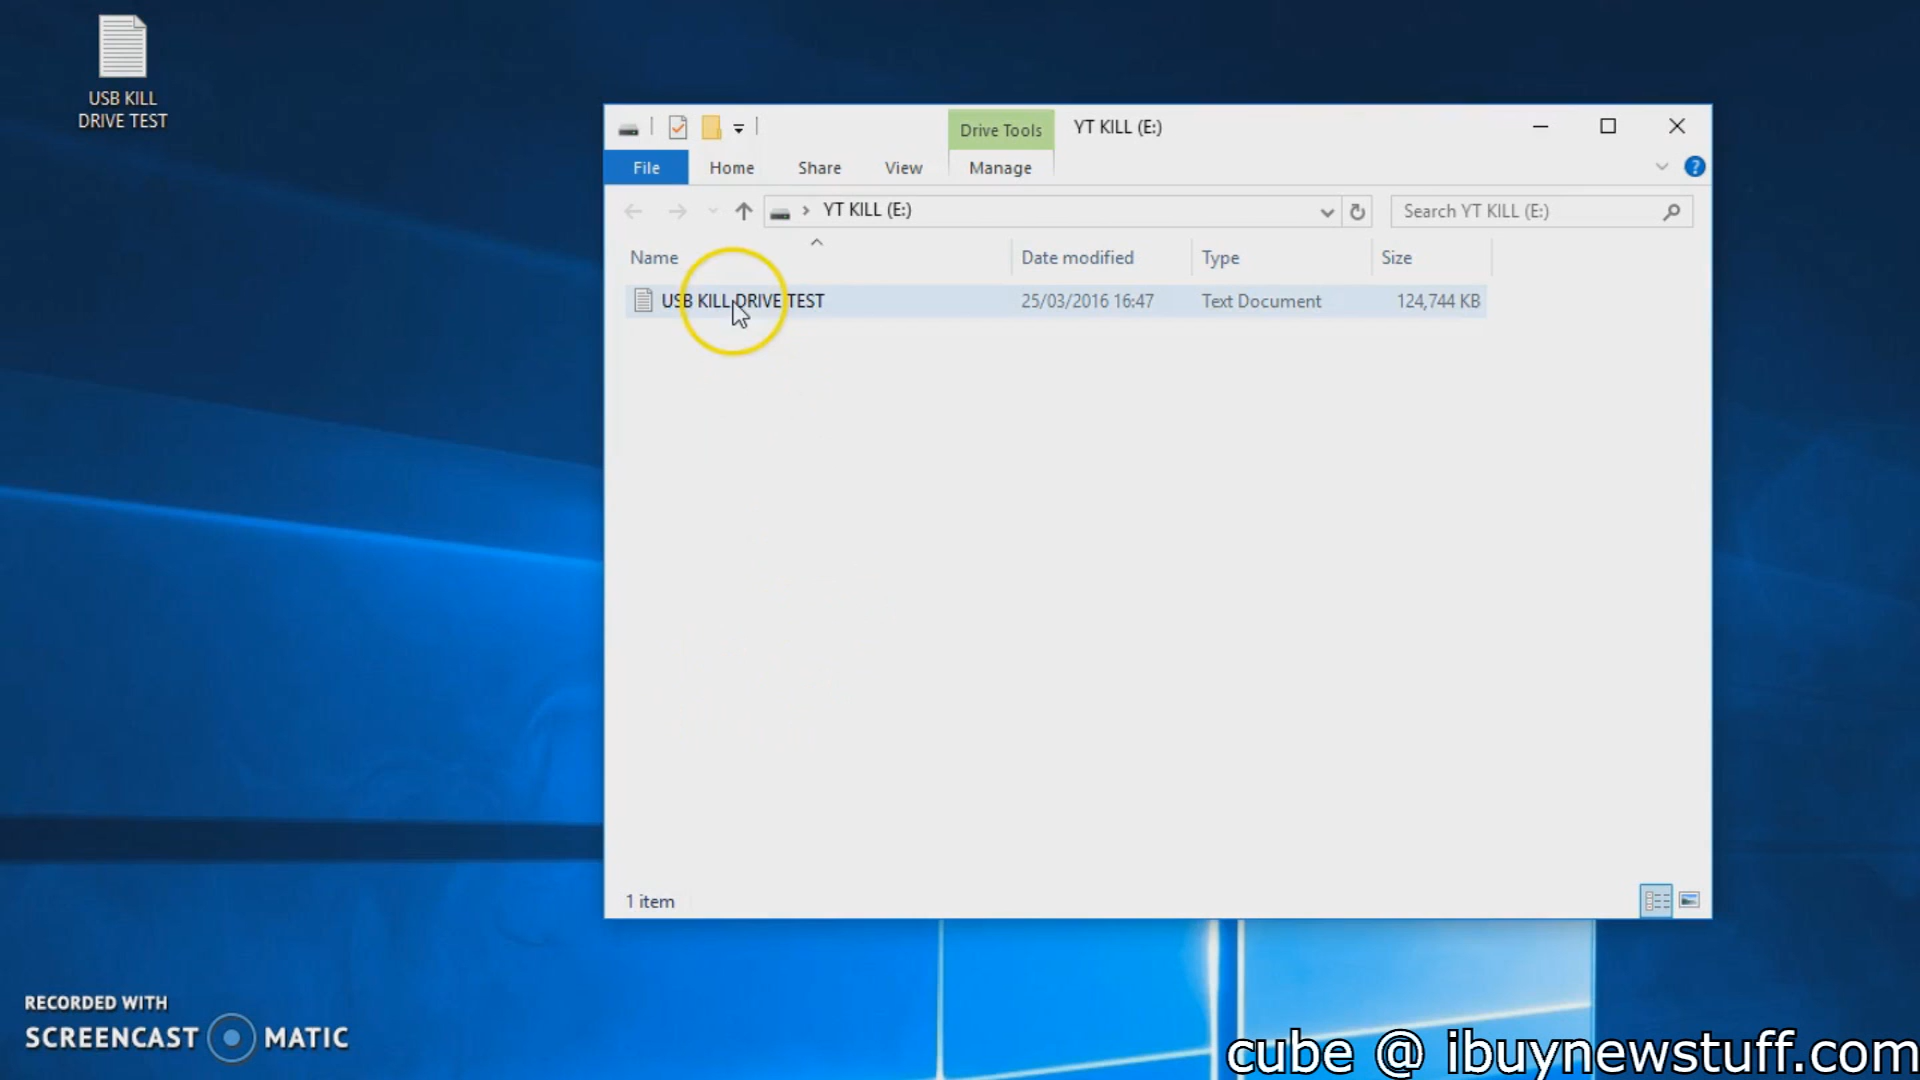 USB KILL
DRIVE TEST
Drive Tools
YT KILL (E:)
File
Home
Share
View
Manage
?
YT KILL (E:)
Search YT KILL (E:)
Name
Date modified
Type
Size
USB KILL DRIVE TEST
25/03/2016 16:47
Text Document
124,744 KB
1 item
RECORDED WITH
SCREENCAST MATIC
cube @ ibuynewstuff.com